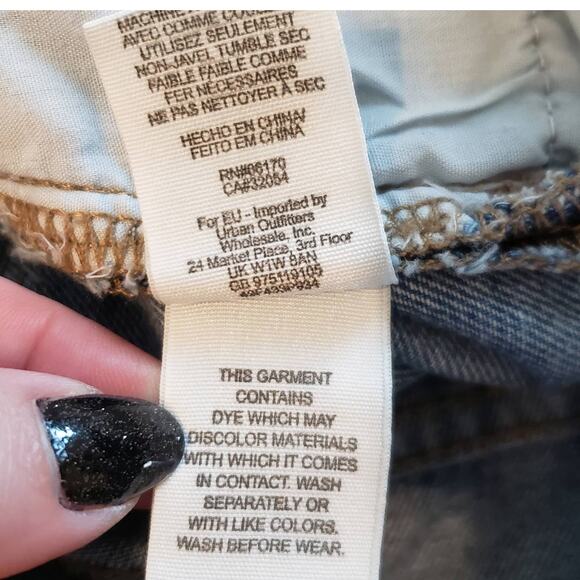 AVEC COMME COULEURS
UTILISEZ SEULEMENT
NON-JAVEL TUMBLE SEC
FAIBLE FAIBLE COMME
FER NECESSAIRES
NE PAS NETTOYER À SEC
HECHO EN CHINA/
FEITO EM CHINA
RN#66170
CA#32054
For EU - Imported by
Urban Outfitters
Wholesale, Inc.
24 Market Place, 3rd Floor
UK W1W 8AN
GB 975119105
THIS GARMENT
CONTAINS
DYE WHICH MAY
DISCOLOR MATERIALS
WITH WHICH IT COMES
IN CONTACT. WASH
SEPARATELY OR
WITH LIKE COLORS.
WASH BEFORE WEAR.